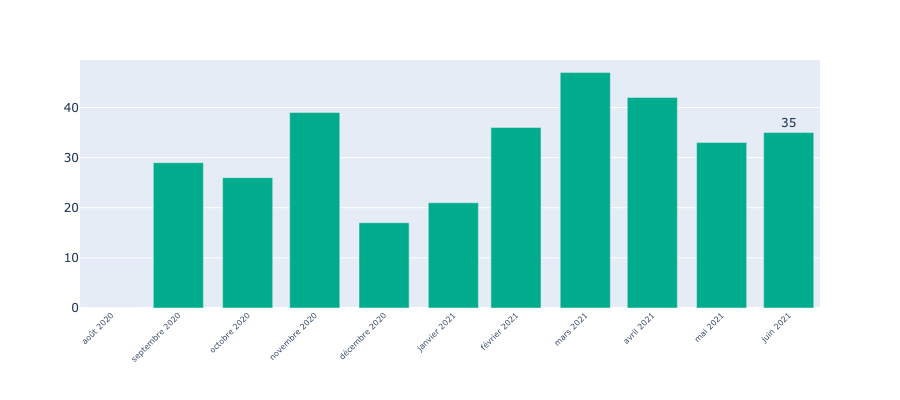 35
40
30
20
10
0
août 2020
septembre 2020
octobre 2020
novembre 2020
décembre 2020
janvier 2021
février 2021
mars 2021
avril 2021
mai 2021
juin 2021